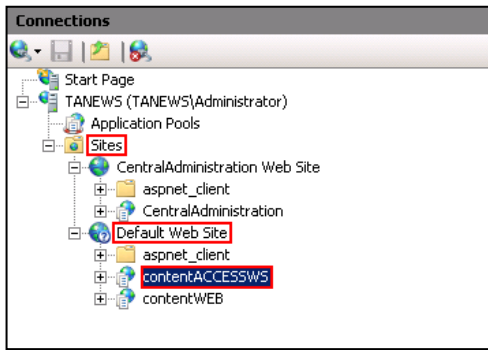 Connections
Start Page
TANEWS (TANEWS\Administrator)
Application Pools
Sites
CentralAdministration Web Site
aspnet_client
CentralAdministration
Default Web Site
aspnet_client
contentACCESSWS
contentWEB